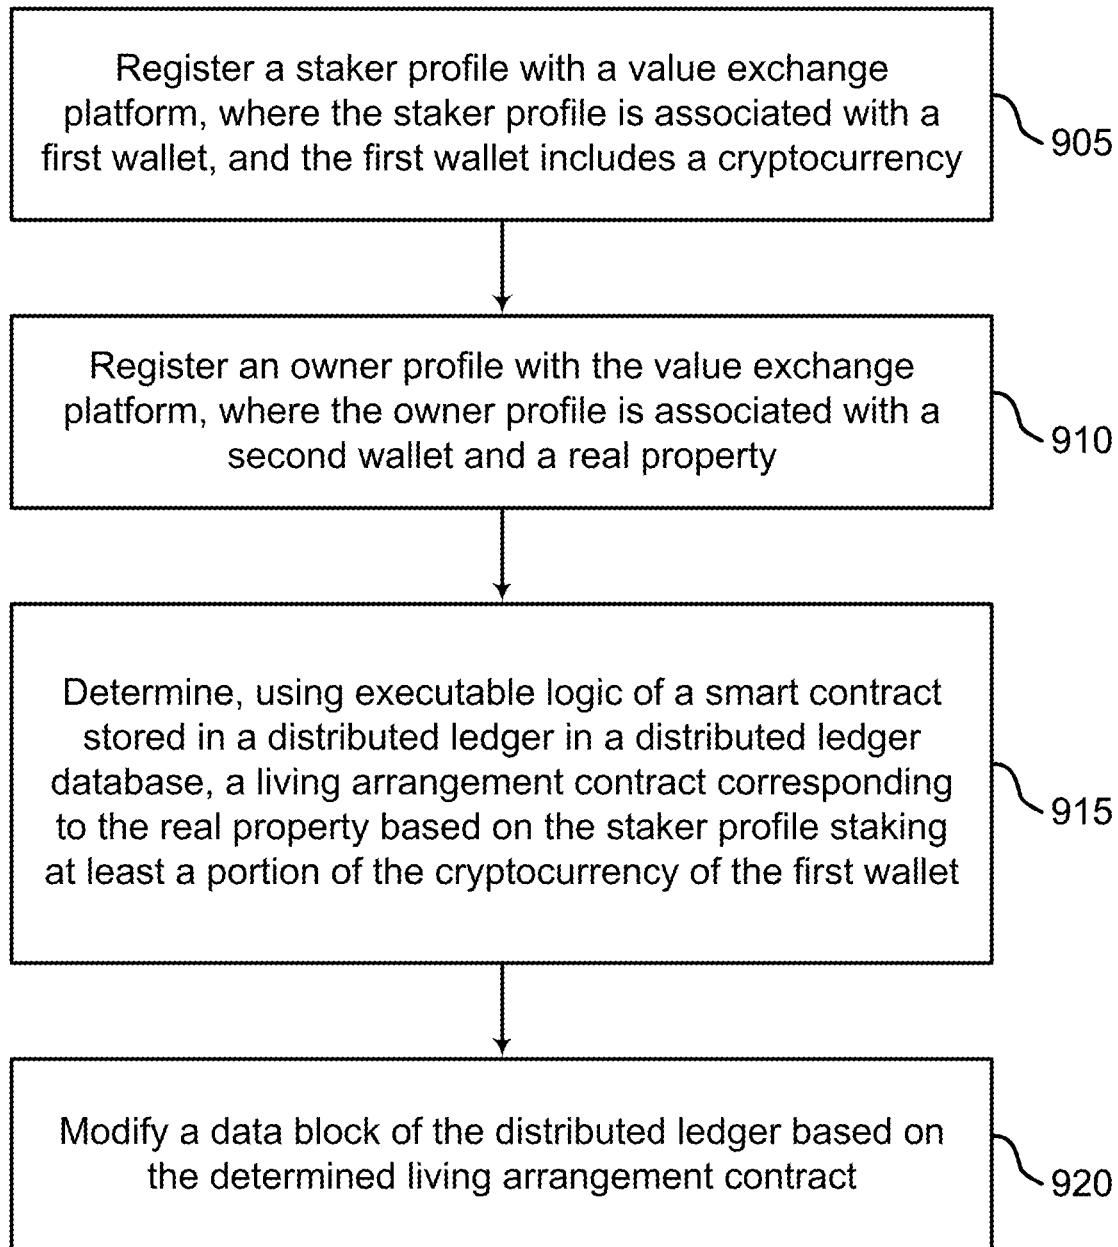 Register a staker profile with a value exchange
platform, where the staker profile is associated with a
first wallet, and the first wallet includes a cryptocurrency
905
Register an owner profile with the value exchange
platform, where the owner profile is associated with a
second wallet and a real property
910
Determine, using executable logic of a smart contract
stored in a distributed ledger in a distributed ledger
database, a living arrangement contract corresponding
to the real property based on the staker profile staking
at least a portion of the cryptocurrency of the first wallet
915
Modify a data block of the distributed ledger based on
the determined living arrangement contract
920